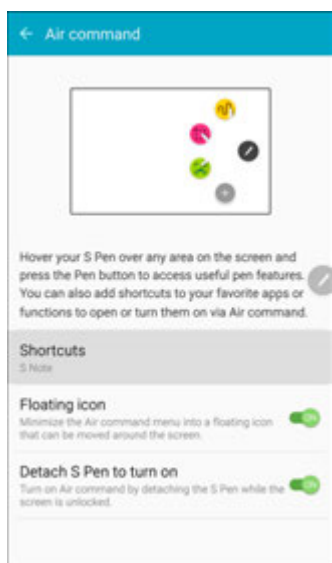 Air command
Hover your S Pen over any area on the screen and
press the Pen button to access useful pen features.
You can also add shortcuts to your favorite apps or
functions to open or turn them on via Air command.
Shortcuts
S Note
Floating icon
Minimize the Air command menu into a floating icon
that can be moved around the screen.
ON
Detach S Pen to turn on
Turn on Air command by detaching the S Pen while the
screen is unlocked.
ON